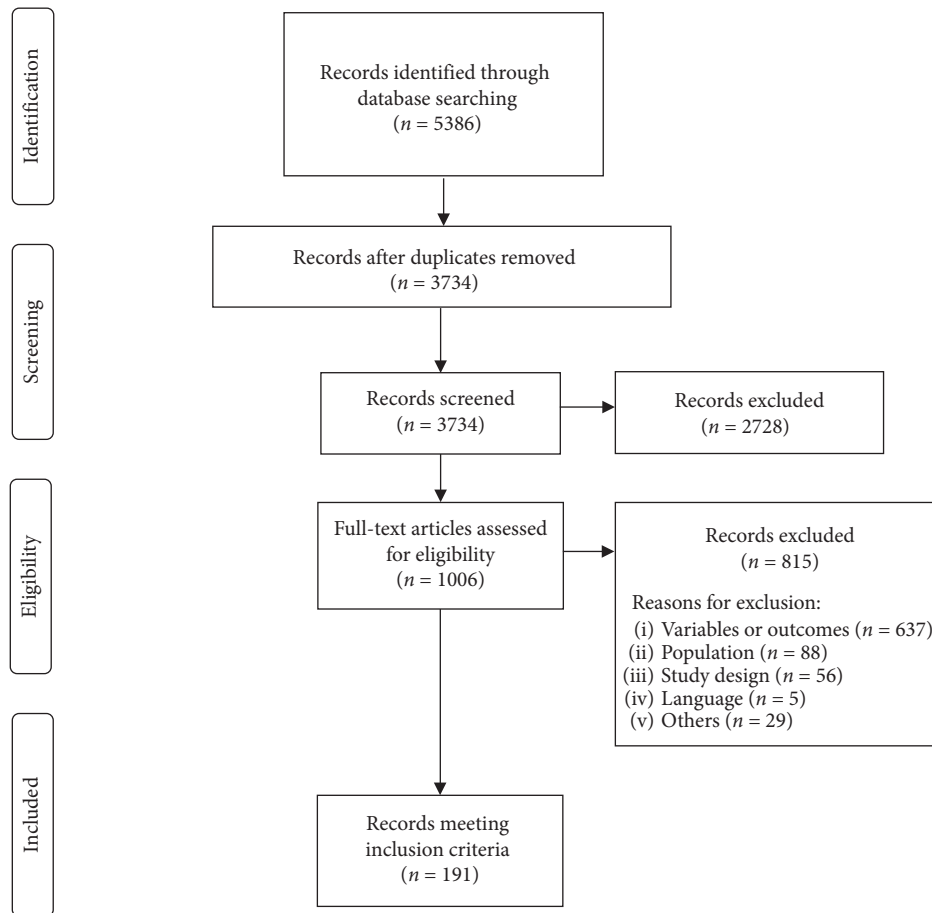 Identification
Records identified through
database searching
(n = 5386)
Screening
Records after duplicates removed
(n = 3734)
Records screened
(n = 3734)
Records excluded
(n = 2728)
Eligibility
Full-text articles assessed
for eligibility
(n = 1006)
Records excluded
(n = 815)
Reasons for exclusion:
(i) Variables or outcomes (n = 637)
(ii) Population (n = 88)
(iii) Study design (n = 56)
(iv) Language (n = 5)
(v) Others (n = 29)
Included
Records meeting
inclusion criteria
(n = 191)